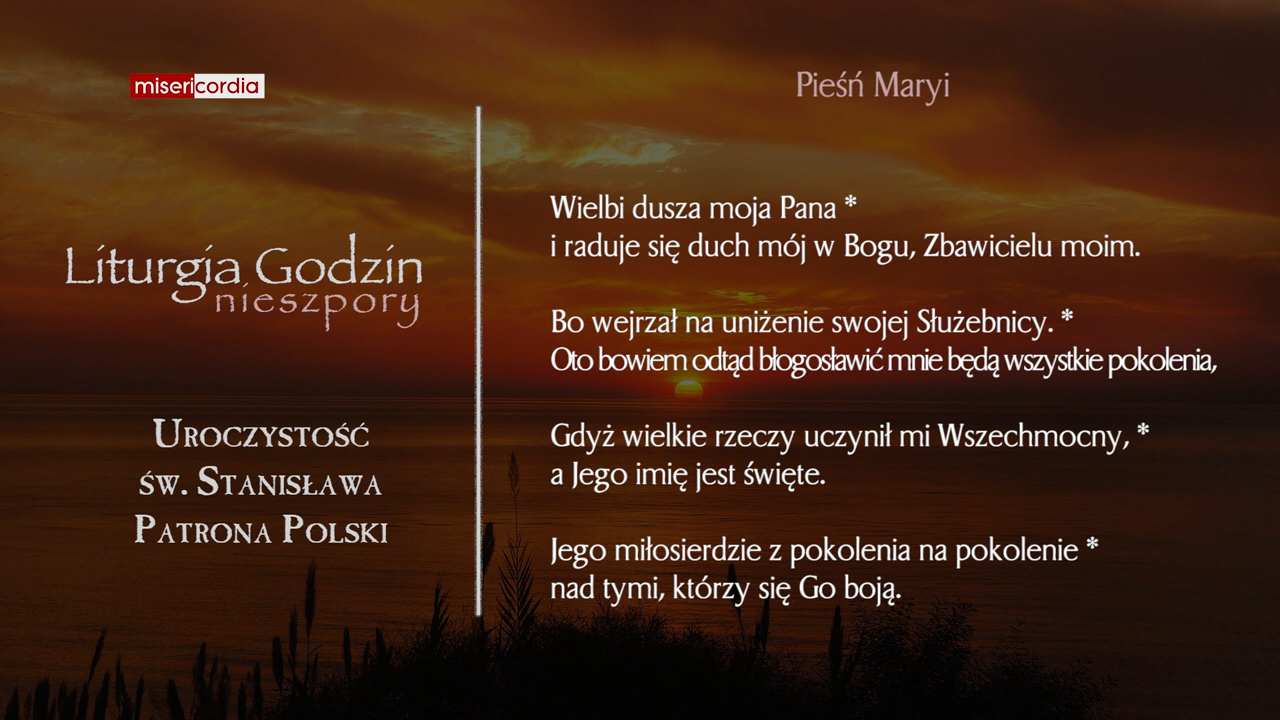 misericordia
Liturgia Godzin
nieszpory
Uroczystość
św. Stanisława
Patrona Polski
Pieśń Maryi
Wielbi dusza moja Pana *
i raduje się duch mój w Bogu, Zbawicielu moim.
Bo wejrzał na uniżenie swojej Służebnicy. *
Oto bowiem odtąd błogosławić mnie będą wszystkie pokolenia,
Gdyż wielkie rzeczy uczynił mi Wszechmocny, *
a Jego imię jest święte.
Jego miłosierdzie z pokolenia na pokolenie *
nad tymi, którzy się Go boją.